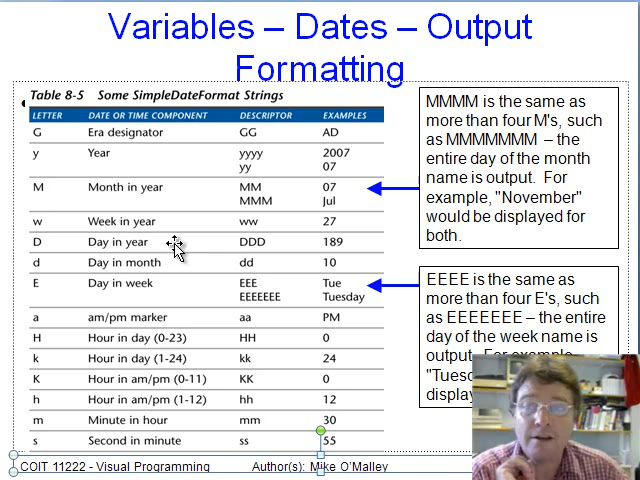 Variables – Dates – Output
Formatting
Table 8-5 Some SimpleDateFormat Strings
LETTER DATE OR TIME COMPONENT DESCRIPTOR EXAMPLES
G Era designator GG AD
y Year yyyy 2007
yy 07
M Month in year MM 07
MMM Jul
w Week in year ww 27
D Day in year DDD 189
d Day in month dd 10
E Day in week EEE Tue
EEEEEEE Tuesday
a am/pm marker aa PM
H Hour in day (0-23) HH 0
k Hour in day (1-24) kk 24
K Hour in am/pm (0-11) KK 0
h Hour in am/pm (1-12) hh 12
m Minute in hour mm 30
s Second in minute ss 55
MMMM is the same as
more than four M's, such
as MMMMMMM – the
entire day of the month
name is output. For
example, "November"
would be displayed for
both.
EEEE is the same as
more than four E's, such
as EEEEEEE – the entire
day of the week name is
output. For example
COIT 11222 - Visual Programming Author(s): Mike O'Malley